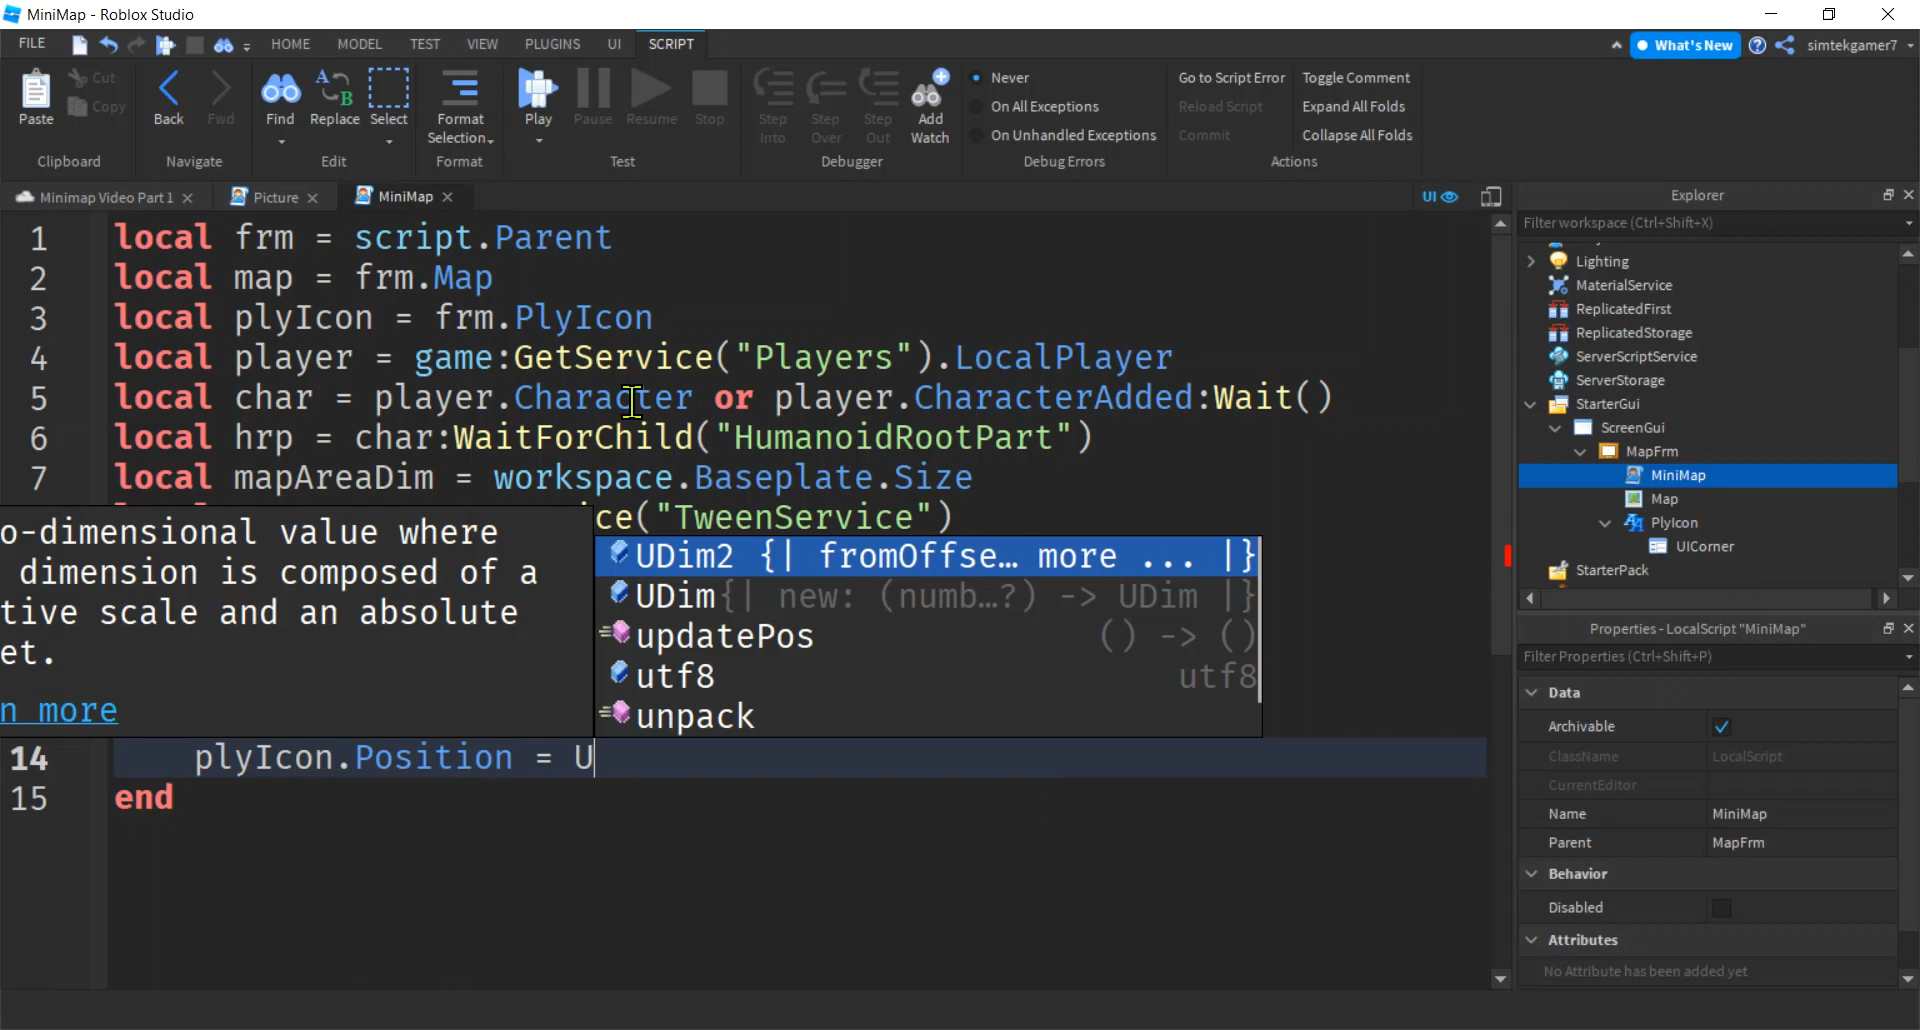 MiniMap - Roblox Studio
FILE HOME MODEL TEST VIEW PLUGINS UI SCRIPT What's New simtekgamer7
Paste Cut Copy Back Fwd Find Replace Select Format Selection Play Pause Resume Stop Step Into Step Over Step Out Add Watch
Never Go to Script Error Toggle Comment
On All Exceptions Reload Script Expand All Folds
On Unhandled Exceptions Commit Collapse All Folds
Clipboard Navigate Edit Format Test Debugger Debug Errors Actions
Minimap Video Part 1 Picture MiniMap UI
1 local frm = script.Parent
2 local map = frm.Map
3 local plyIcon = frm.PlyIcon
4 local player = game:GetService("Players").LocalPlayer
5 local char = player.Character or player.CharacterAdded:Wait()
6 local hrp = char:WaitForChild("HumanoidRootPart")
7 local mapAreaDim = workspace.Baseplate.Size
ice("TweenService")
o-dimensional value where
dimension is composed of a
tive scale and an absolute
et.
n more
UDim2 {| fromOffse… more ... |}
UDim{| new: (numb…?) -> UDim |}
updatePos () -> ()
utf8 utf8
unpack
14 plyIcon.Position = U
15 end
Explorer
Filter workspace (Ctrl+Shift+X)
Lighting
MaterialService
ReplicatedFirst
ReplicatedStorage
ServerScriptService
ServerStorage
StarterGui
ScreenGui
MapFrm
MiniMap
Map
PlyIcon
UICorner
StarterPack
Properties - LocalScript "MiniMap"
Filter Properties (Ctrl+Shift+P)
Data
Archivable
ClassName LocalScript
CurrentEditor
Name MiniMap
Parent MapFrm
Behavior
Disabled
Attributes
No Attribute has been added yet